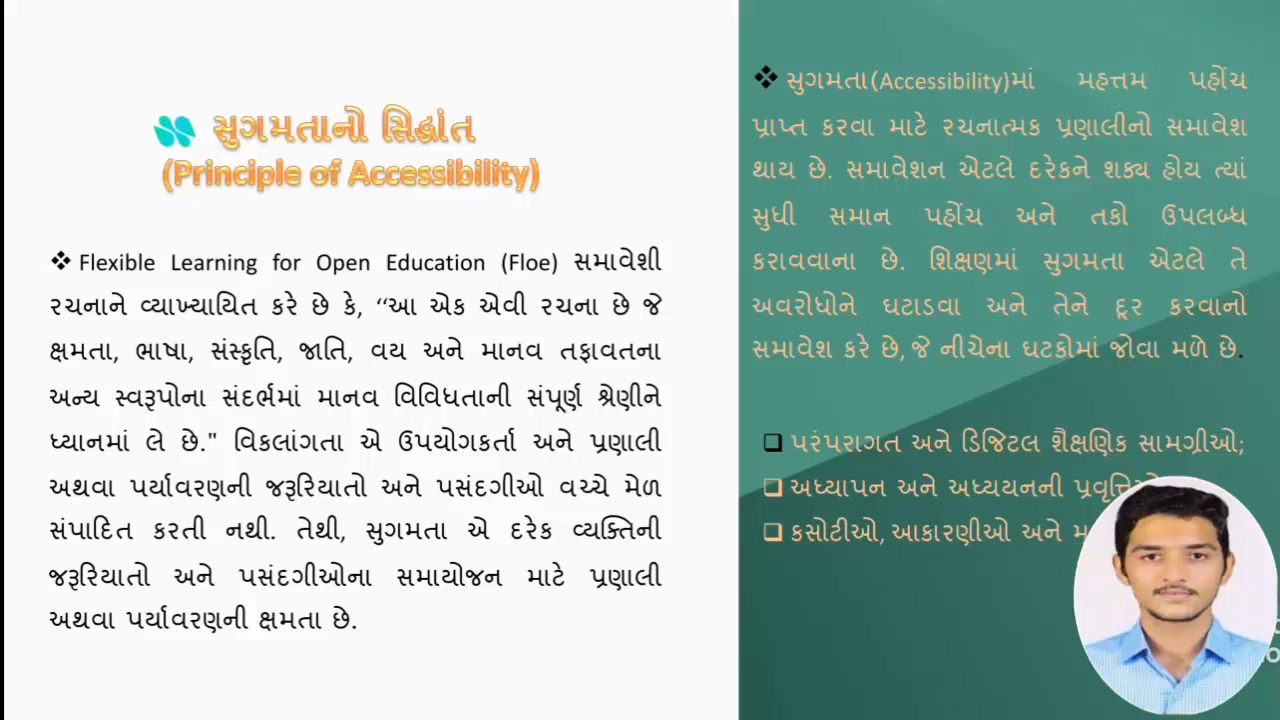 સુગમતાનો સિદ્ધાંત
(Principle of Accessibility)
Flexible Learning for Open Education (Floe) સમાવેશી
રચનાને વ્યાખ્યાયિત કરે છે કે, ‘‘આ એક એવી રચના છે જે
ક્ષમતા, ભાષા, સંસ્કૃતિ, જાતિ, વય અને માનવ તફાવતના
અન્ય સ્વરૂપોના સંદર્ભમાં માનવ વિવિધતાની સંપૂર્ણ શ્રેણીને
ધ્યાનમાં લે છે." વિકલાંગતા એ ઉપયોગકર્તા અને પ્રણાલી
અથવા પર્યાવરણની જરૂરિયાતો અને પસંદગીઓ વચ્ચે મેળ
સંપાદિત કરતી નથી. તેથી, સુગમતા એ દરેક વ્યક્તિની
જરૂરિયાતો અને પસંદગીઓના સમાયોજન માટે પ્રણાલી
અથવા પર્યાવરણની ક્ષમતા છે.
સુગમતા(Accessibility)માં મહત્તમ પહોંચ
પ્રાપ્ત કરવા માટે રચનાત્મક પ્રણાલીનો સમાવેશ
થાય છે. સમાવેશન એટલે દરેકને શક્ય હોય ત્યાં
સુધી સમાન પહોંચ અને તકો ઉપલબ્ધ
કરાવવાના છે. શિક્ષણમાં સુગમતા એટલે તે
અવરોધોને ઘટાડવા અને તેને દૂર કરવાનો
સમાવેશ કરે છે, જે નીચેના ઘટકોમાં જોવા મળે છે.
પરંપરાગત અને ડિજિટલ શૈક્ષણિક સામગ્રીઓ;
અધ્યાપન અને અધ્યયનની
કસોટીઓ, આકારણીઓ અને